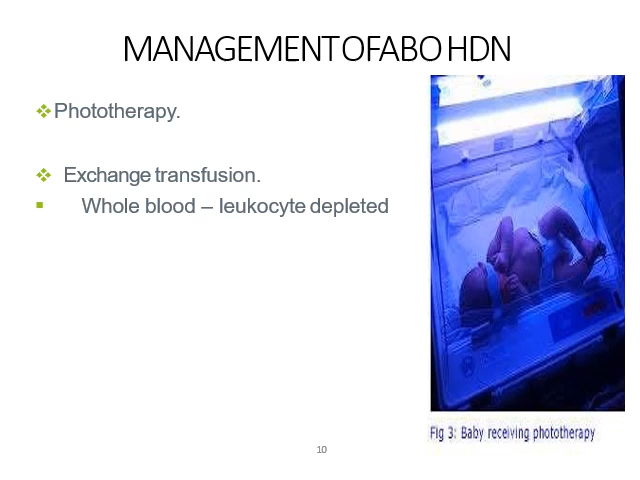 MANAGEMENT OF ABO HDN
❖Phototherapy.
❖ Exchange transfusion.
▪ Whole blood – leukocyte depleted
Fig 3: Baby receiving phototherapy
10